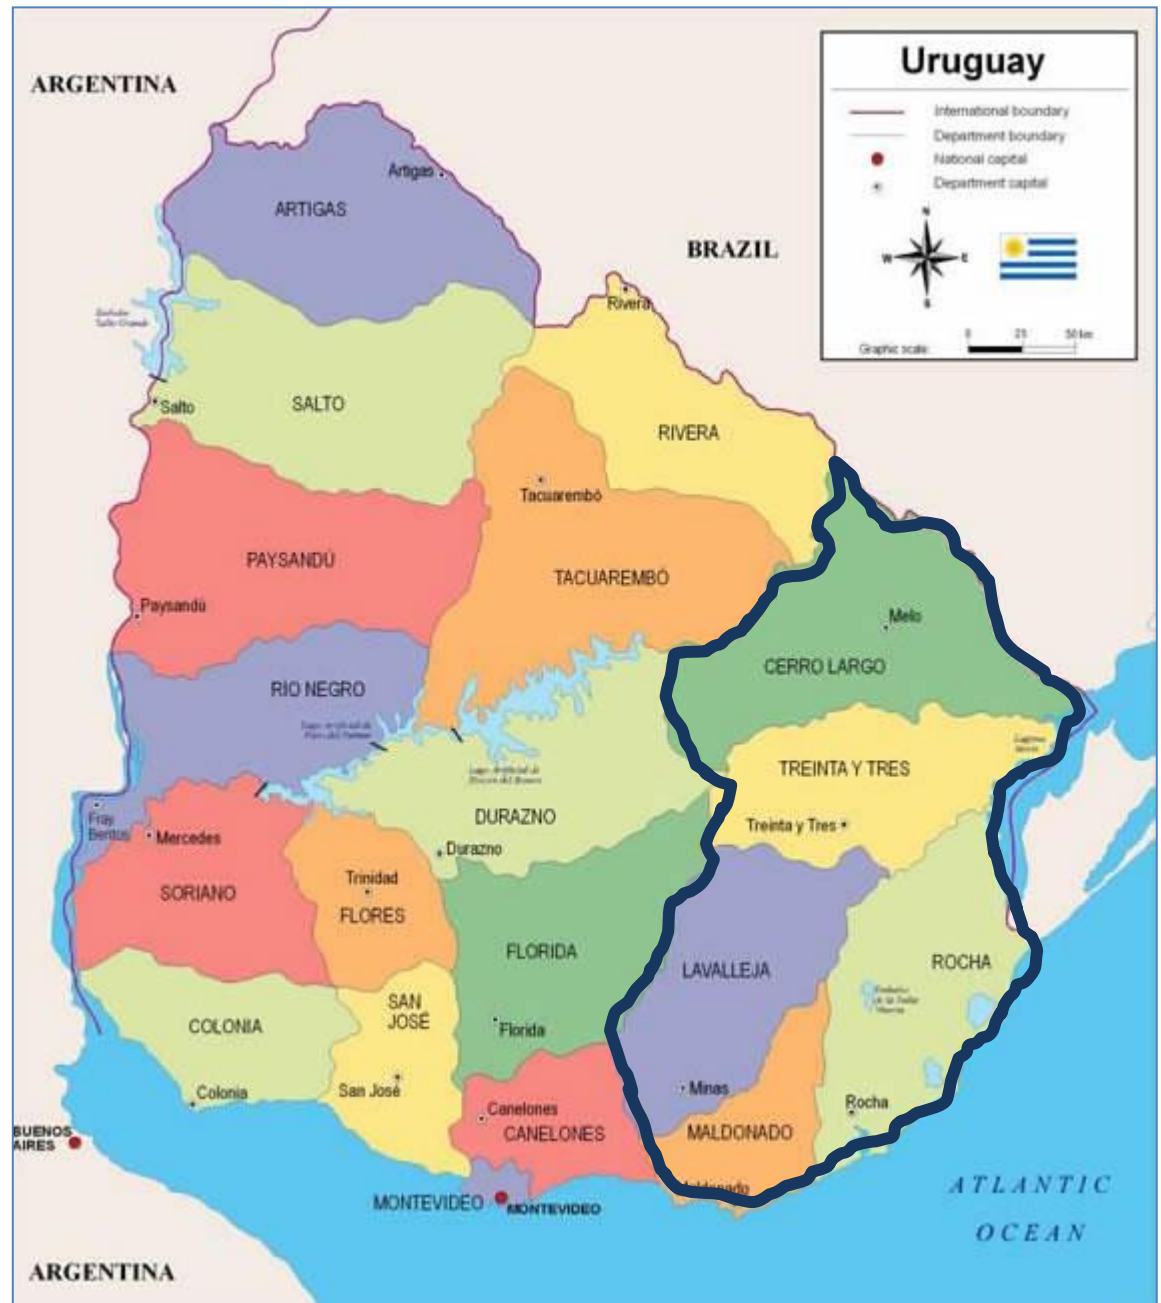 Uruguay
International boundary
Department boundary
National capital
Department capital
N
W
E
S
Graphic scale:
0
25
50 km
ARGENTINA
BRAZIL
Artigas
ARTIGAS
Rivera
Salto
SALTO
RIVERA
Tacuarembó
PAYSANDÚ
TACUAREMBÓ
Paysandú
Melo
CERRO LARGO
RÍO NEGRO
TREINTA Y TRES
DURAZNO
Treinta y Tres
Fray
Bentos
Mercedes
Durazno
Trinidad
SORIANO
FLORES
FLORIDA
LAVALLEJA
ROCHA
SAN
JOSÉ
COLONIA
Florida
San José
Minas
Colonia
Rocha
Canelones
CANELONES
MALDONADO
BUENOS
AIRES
MONTEVIDEO
MONTEVIDEO
ATLANTIC
OCEAN
ARGENTINA